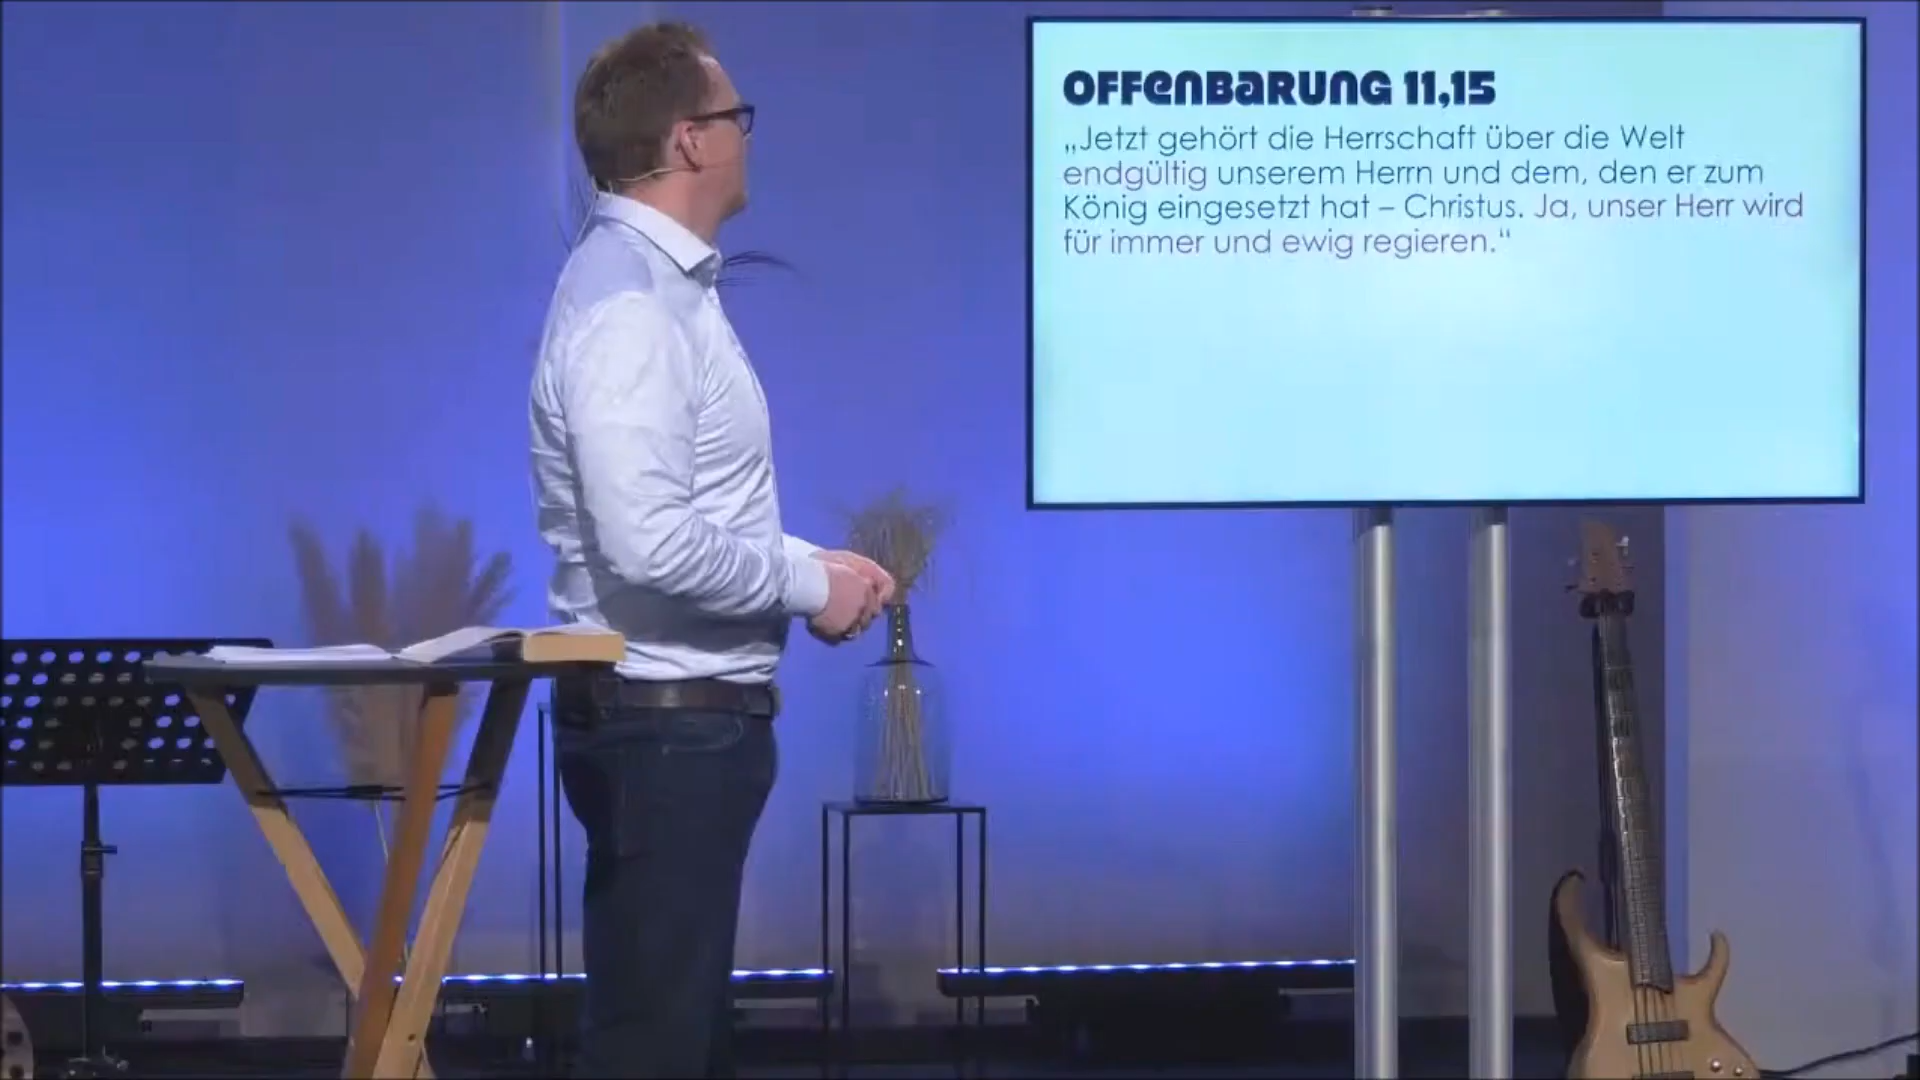 OFFENBARUNG 11,15
„Jetzt gehört die Herrschaft über die Welt
endgültig unserem Herrn und dem, den er zum
König eingesetzt hat – Christus. Ja, unser Herr wird
für immer und ewig regieren.“